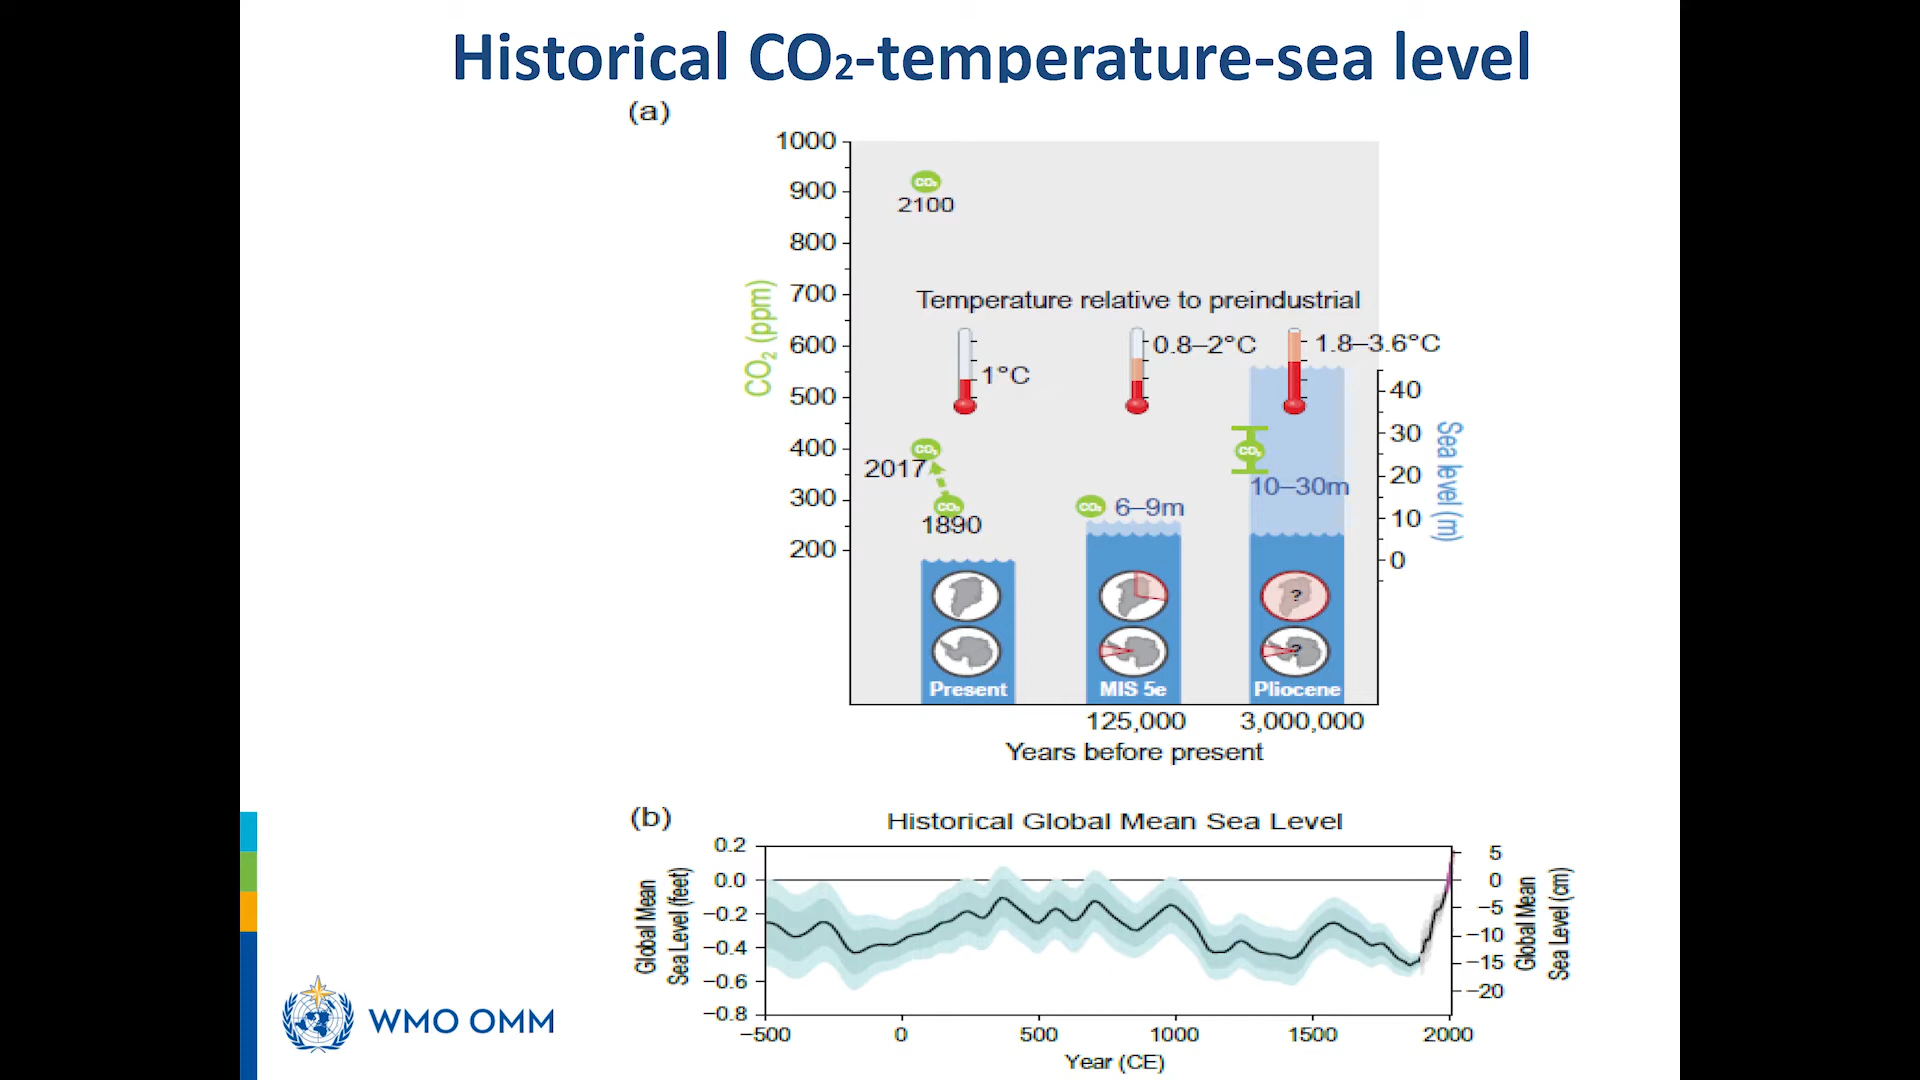 Historical CO₂-temperature-sea level
(a)
1000
900
800
700
600
500
400
300
200
CO₂ (ppm)
CO₂
2100
Temperature relative to preindustrial
1°C
0.8–2°C
1.8–3.6°C
CO₂
2017
CO₂
1890
CO₂
6–9m
CO₂
10–30m
40
30
20
10
0
Sea level (m)
?
?
Present
MIS 5e
Pliocene
125,000
3,000,000
Years before present
(b)
Historical Global Mean Sea Level
0.2
0.0
−0.2
−0.4
−0.6
−0.8
Global Mean
Sea Level (feet)
5
0
−5
−10
−15
−20
Global Mean
Sea Level (cm)
−500
0
500
1000
1500
2000
Year (CE)
WMO OMM